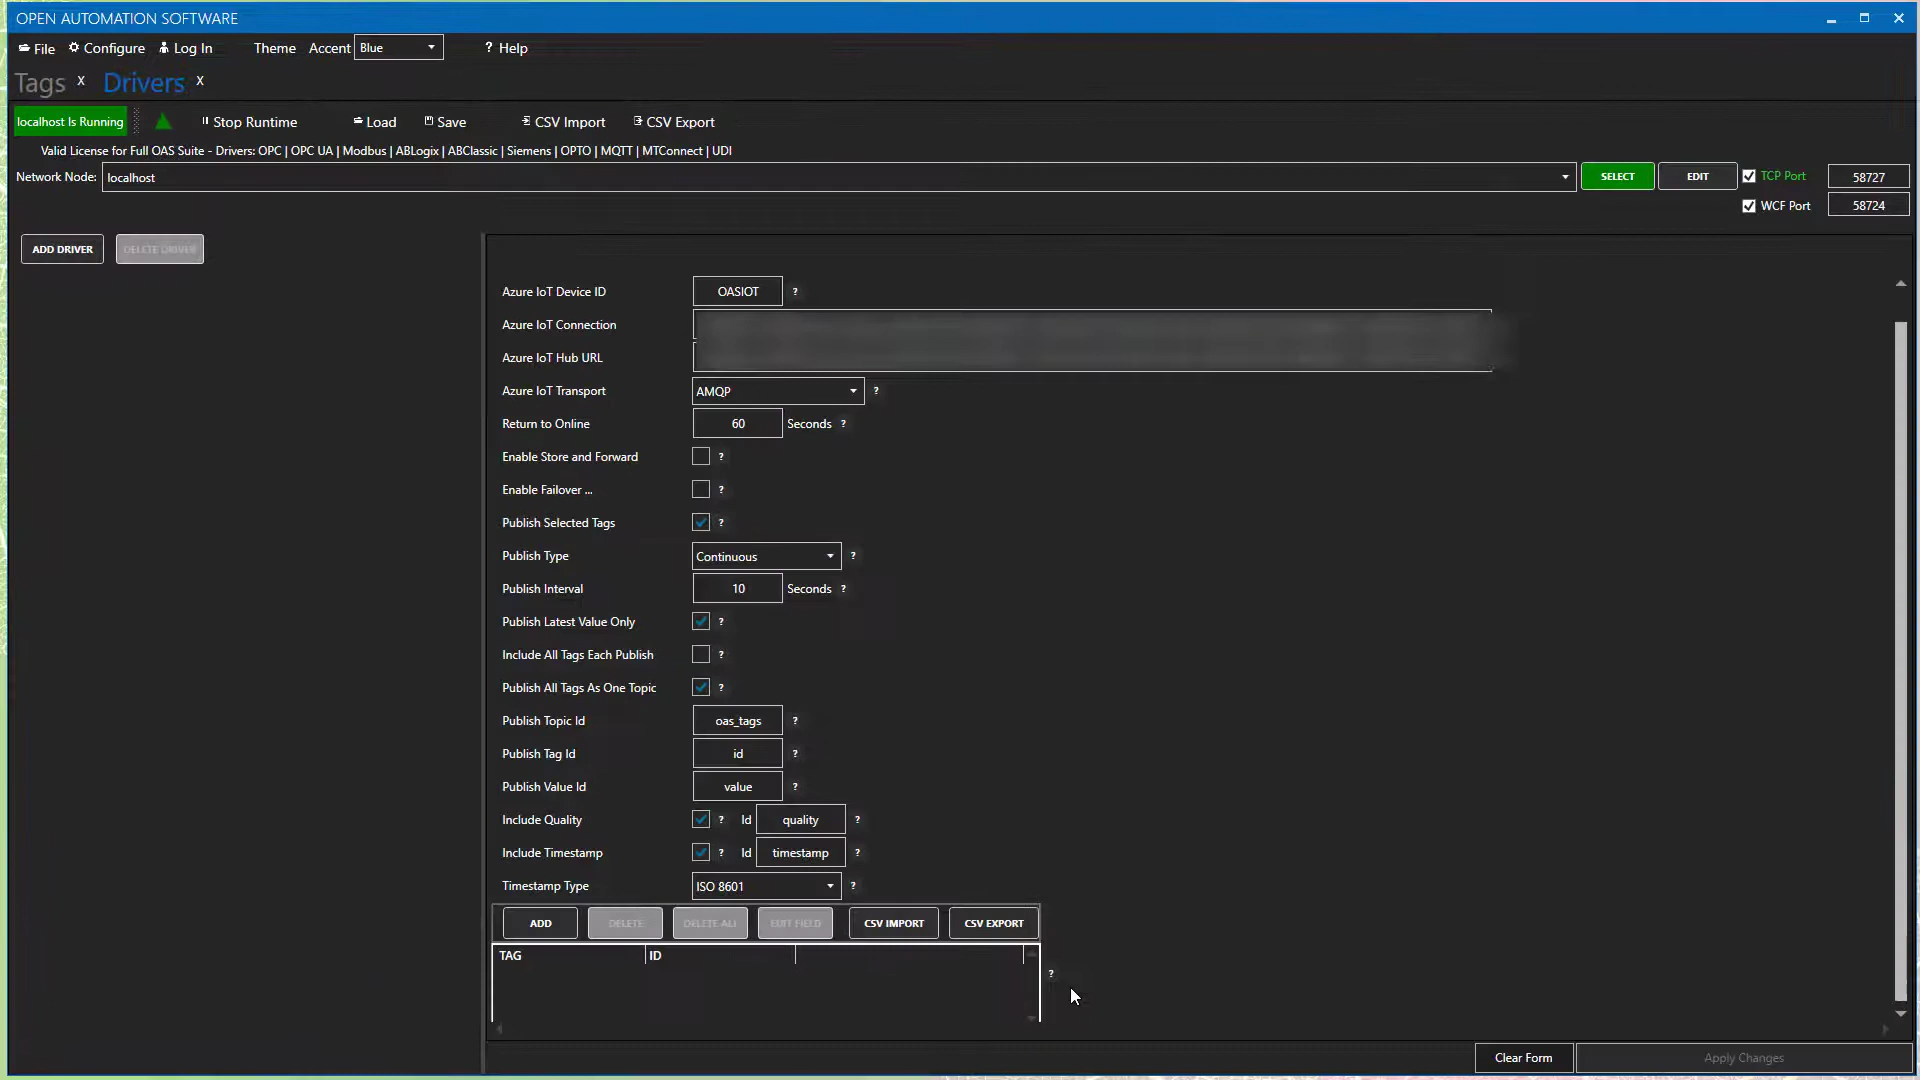 OPEN AUTOMATION SOFTWARE
File Configure Log In Theme Accent Blue ? Help
Tags x Drivers x
localhost Is Running Stop Runtime Load Save CSV Import CSV Export
Valid License for Full OAS Suite - Drivers: OPC | OPC UA | Modbus | ABLogix | ABClassic | Siemens | OPTO | MQTT | MTConnect | UDI
Network Node: localhost SELECT EDIT TCP Port 58727
WCF Port 58724
ADD DRIVER DELETE DRIVER
Azure IoT Device ID OASIOT ?
Azure IoT Connection
Azure IoT Hub URL
Azure IoT Transport AMQP ?
Return to Online 60 Seconds ?
Enable Store and Forward ?
Enable Failover ... ?
Publish Selected Tags ?
Publish Type Continuous ?
Publish Interval 10 Seconds ?
Publish Latest Value Only ?
Include All Tags Each Publish ?
Publish All Tags As One Topic ?
Publish Topic Id oas_tags ?
Publish Tag Id id ?
Publish Value Id value ?
Include Quality ? Id quality ?
Include Timestamp ? Id timestamp ?
Timestamp Type ISO 8601 ?
ADD DELETE DELETE ALL EDIT FIELD CSV IMPORT CSV EXPORT
TAG ID
?
Clear Form Apply Changes